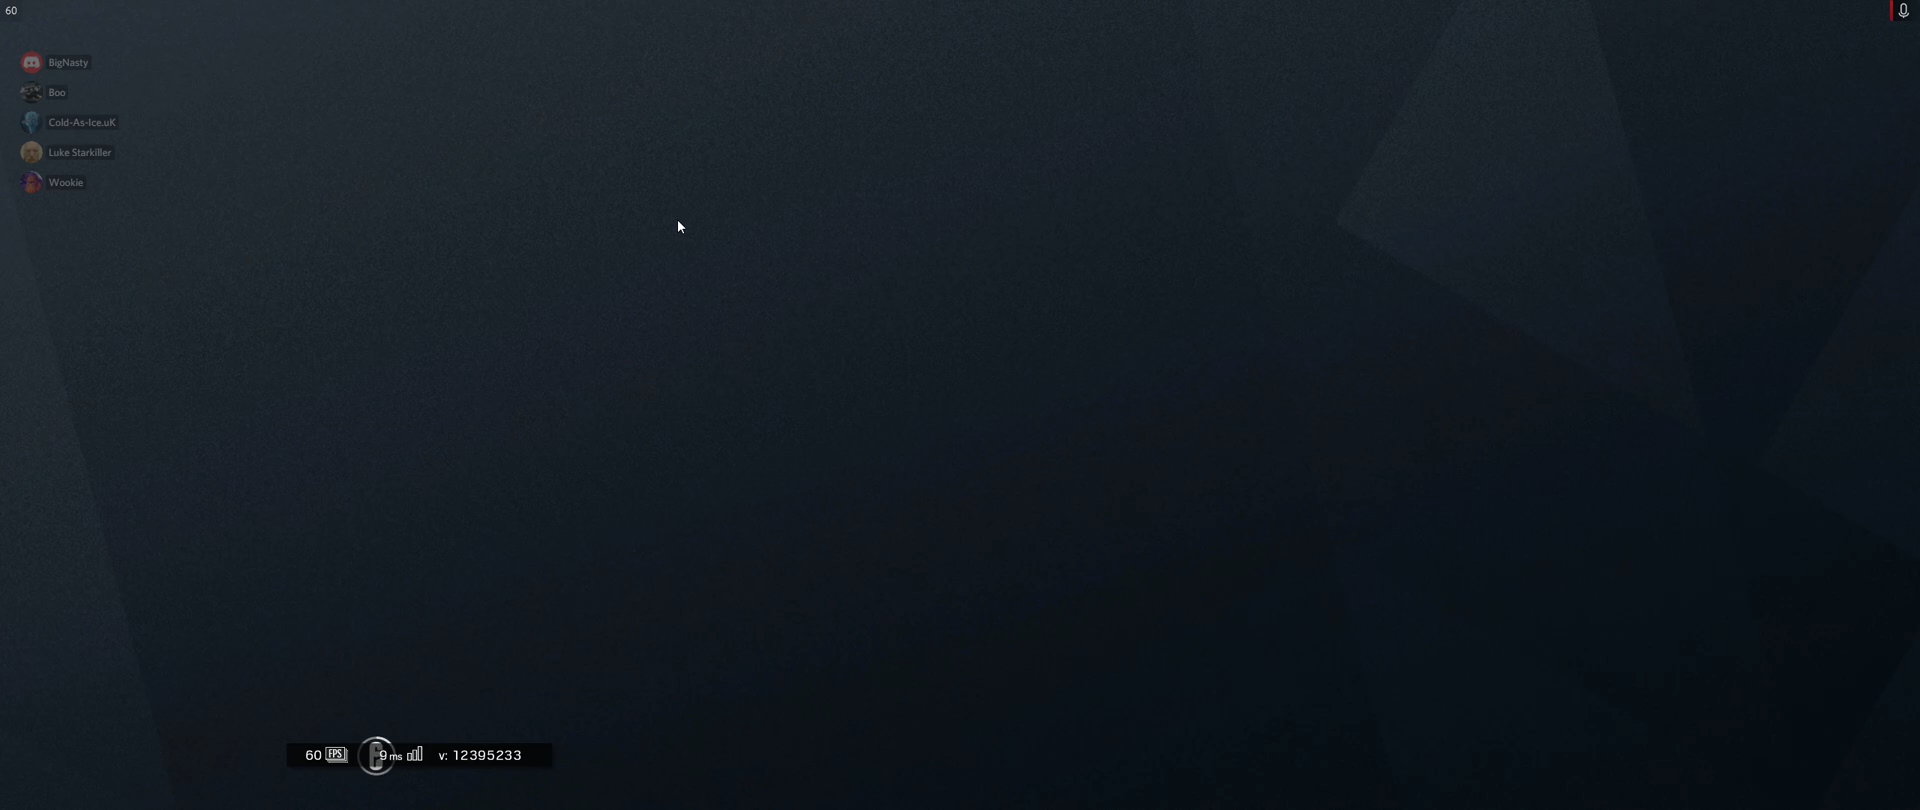 60
BigNasty
Boo
Cold-As-Ice.uK
Luke Starkiller
Wookie
60 FPS 9 ms v: 12395233